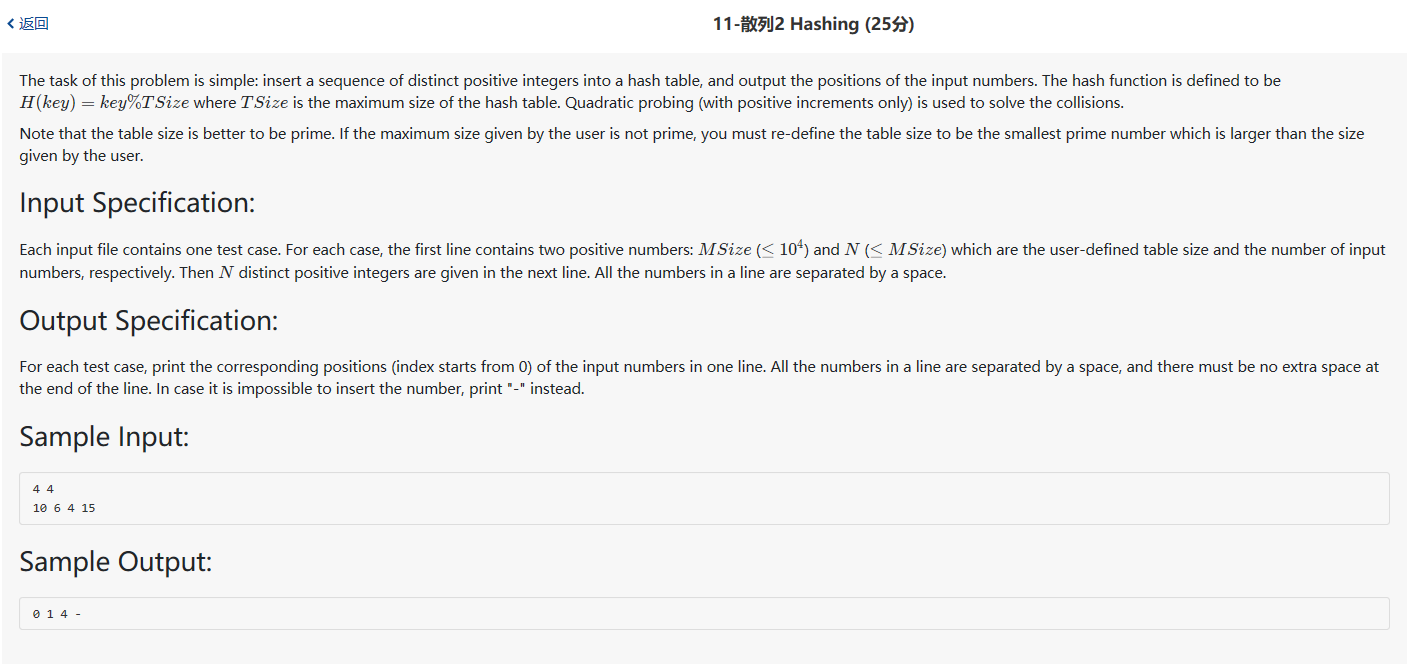 返回
11-散列2 Hashing (25分)
The task of this problem is simple: insert a sequence of distinct positive integers into a hash table, and output the positions of the input numbers. The hash function is defined to be
H(key) = key%TSize where TSize is the maximum size of the hash table. Quadratic probing (with positive increments only) is used to solve the collisions.
Note that the table size is better to be prime. If the maximum size given by the user is not prime, you must re-define the table size to be the smallest prime number which is larger than the size
given by the user.
Input Specification:
Each input file contains one test case. For each case, the first line contains two positive numbers: MSize (≤ 10⁴) and N (≤ MSize) which are the user-defined table size and the number of input
numbers, respectively. Then N distinct positive integers are given in the next line. All the numbers in a line are separated by a space.
Output Specification:
For each test case, print the corresponding positions (index starts from 0) of the input numbers in one line. All the numbers in a line are separated by a space, and there must be no extra space at
the end of the line. In case it is impossible to insert the number, print "-" instead.
Sample Input:
4 4
10 6 4 15
Sample Output:
0 1 4 -